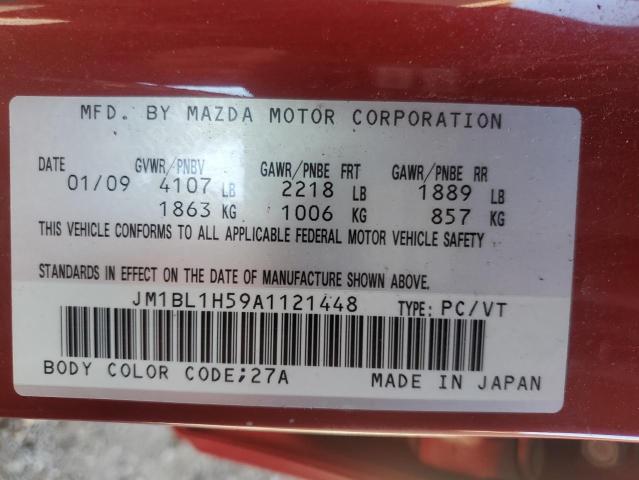 MFD. BY MAZDA MOTOR CORPORATION
DATE GVWR/PNBV GAWR/PNBE FRT GAWR/PNBE RR
01/09 4107 LB 2218 LB 1889 LB
1863 KG 1006 KG 857 KG
THIS VEHICLE CONFORMS TO ALL APPLICABLE FEDERAL MOTOR VEHICLE SAFETY
STANDARDS IN EFFECT ON THE DATE OF MANUFACTURE SHOWN ABOVE.
JM1BL1H59A1121448 TYPE: PC/VT
BODY COLOR CODE;27A MADE IN JAPAN